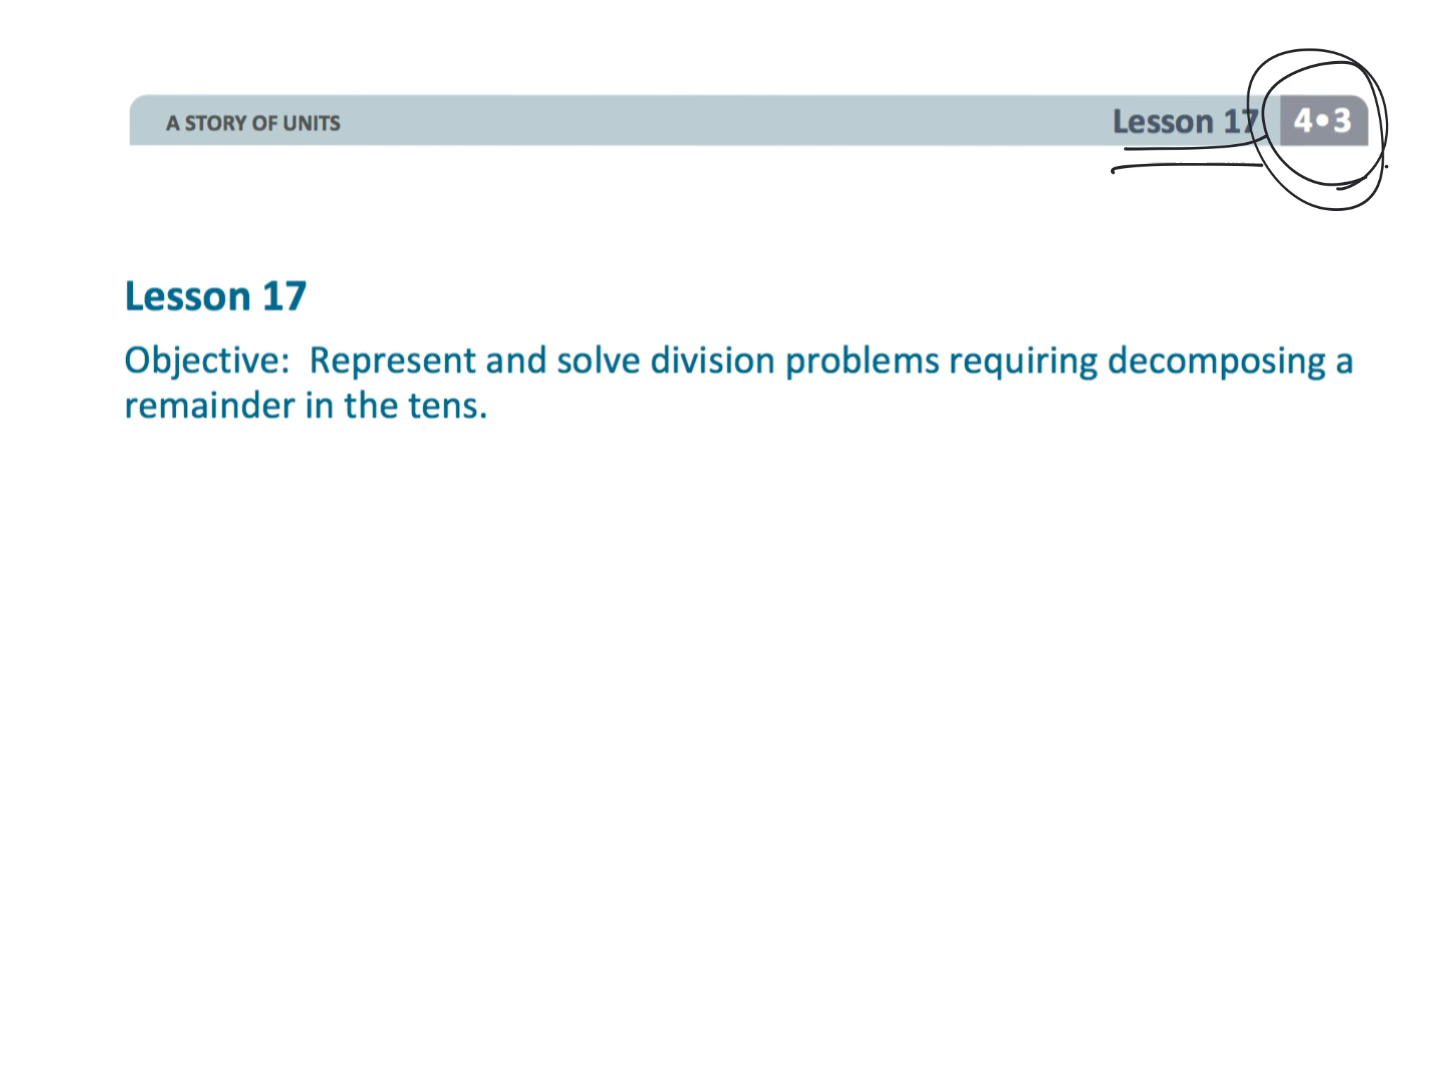 A STORY OF UNITS
Lesson 17
4•3
Lesson 17
Objective: Represent and solve division problems requiring decomposing a
remainder in the tens.